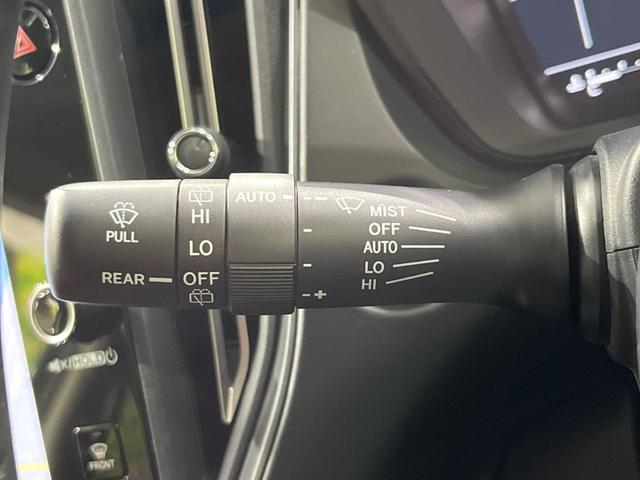 PULL
REAR
HI
LO
OFF
AUTO
- +
MIST
OFF
AUTO
LO
HI
/HOLD
FRONT